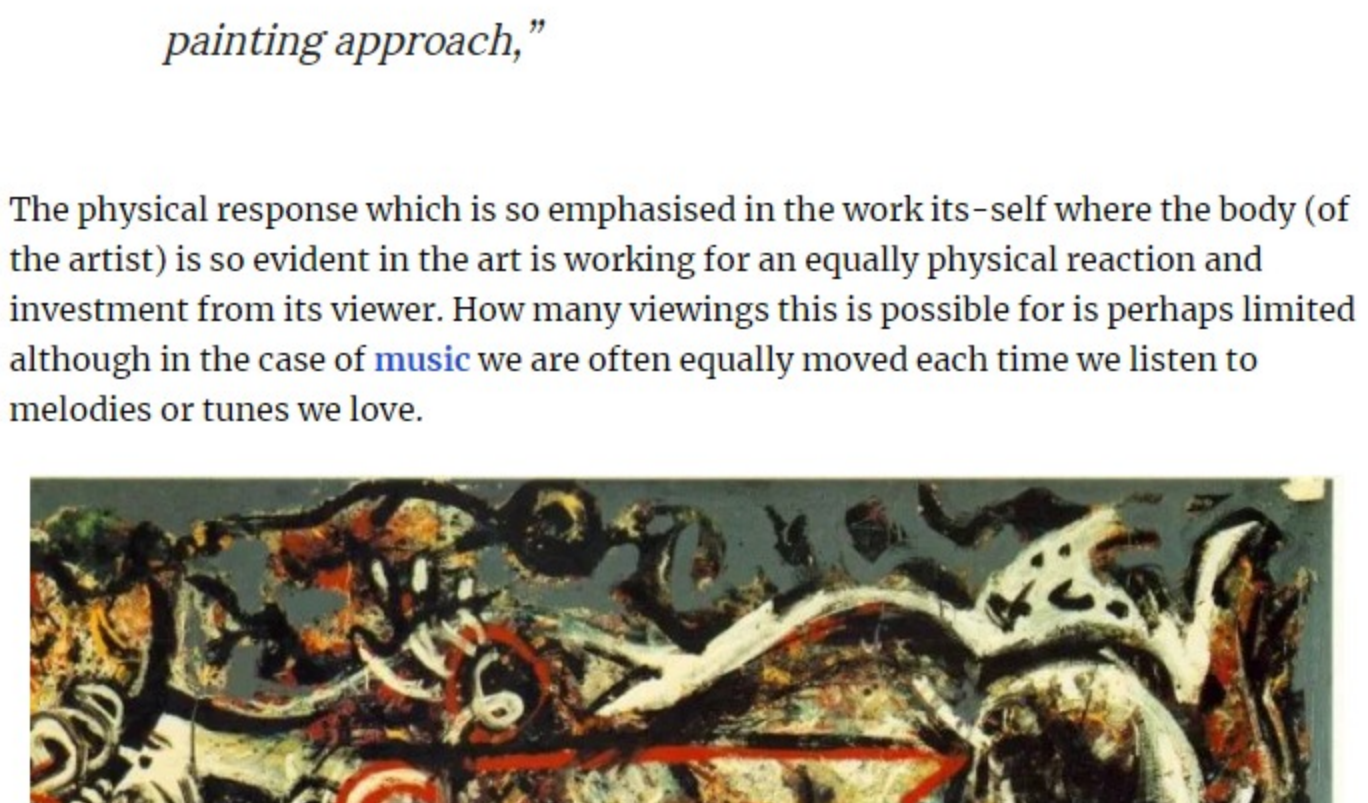 painting approach,”
The physical response which is so emphasised in the work its-self where the body (of
the artist) is so evident in the art is working for an equally physical reaction and
investment from its viewer. How many viewings this is possible for is perhaps limited
although in the case of music we are often equally moved each time we listen to
melodies or tunes we love.